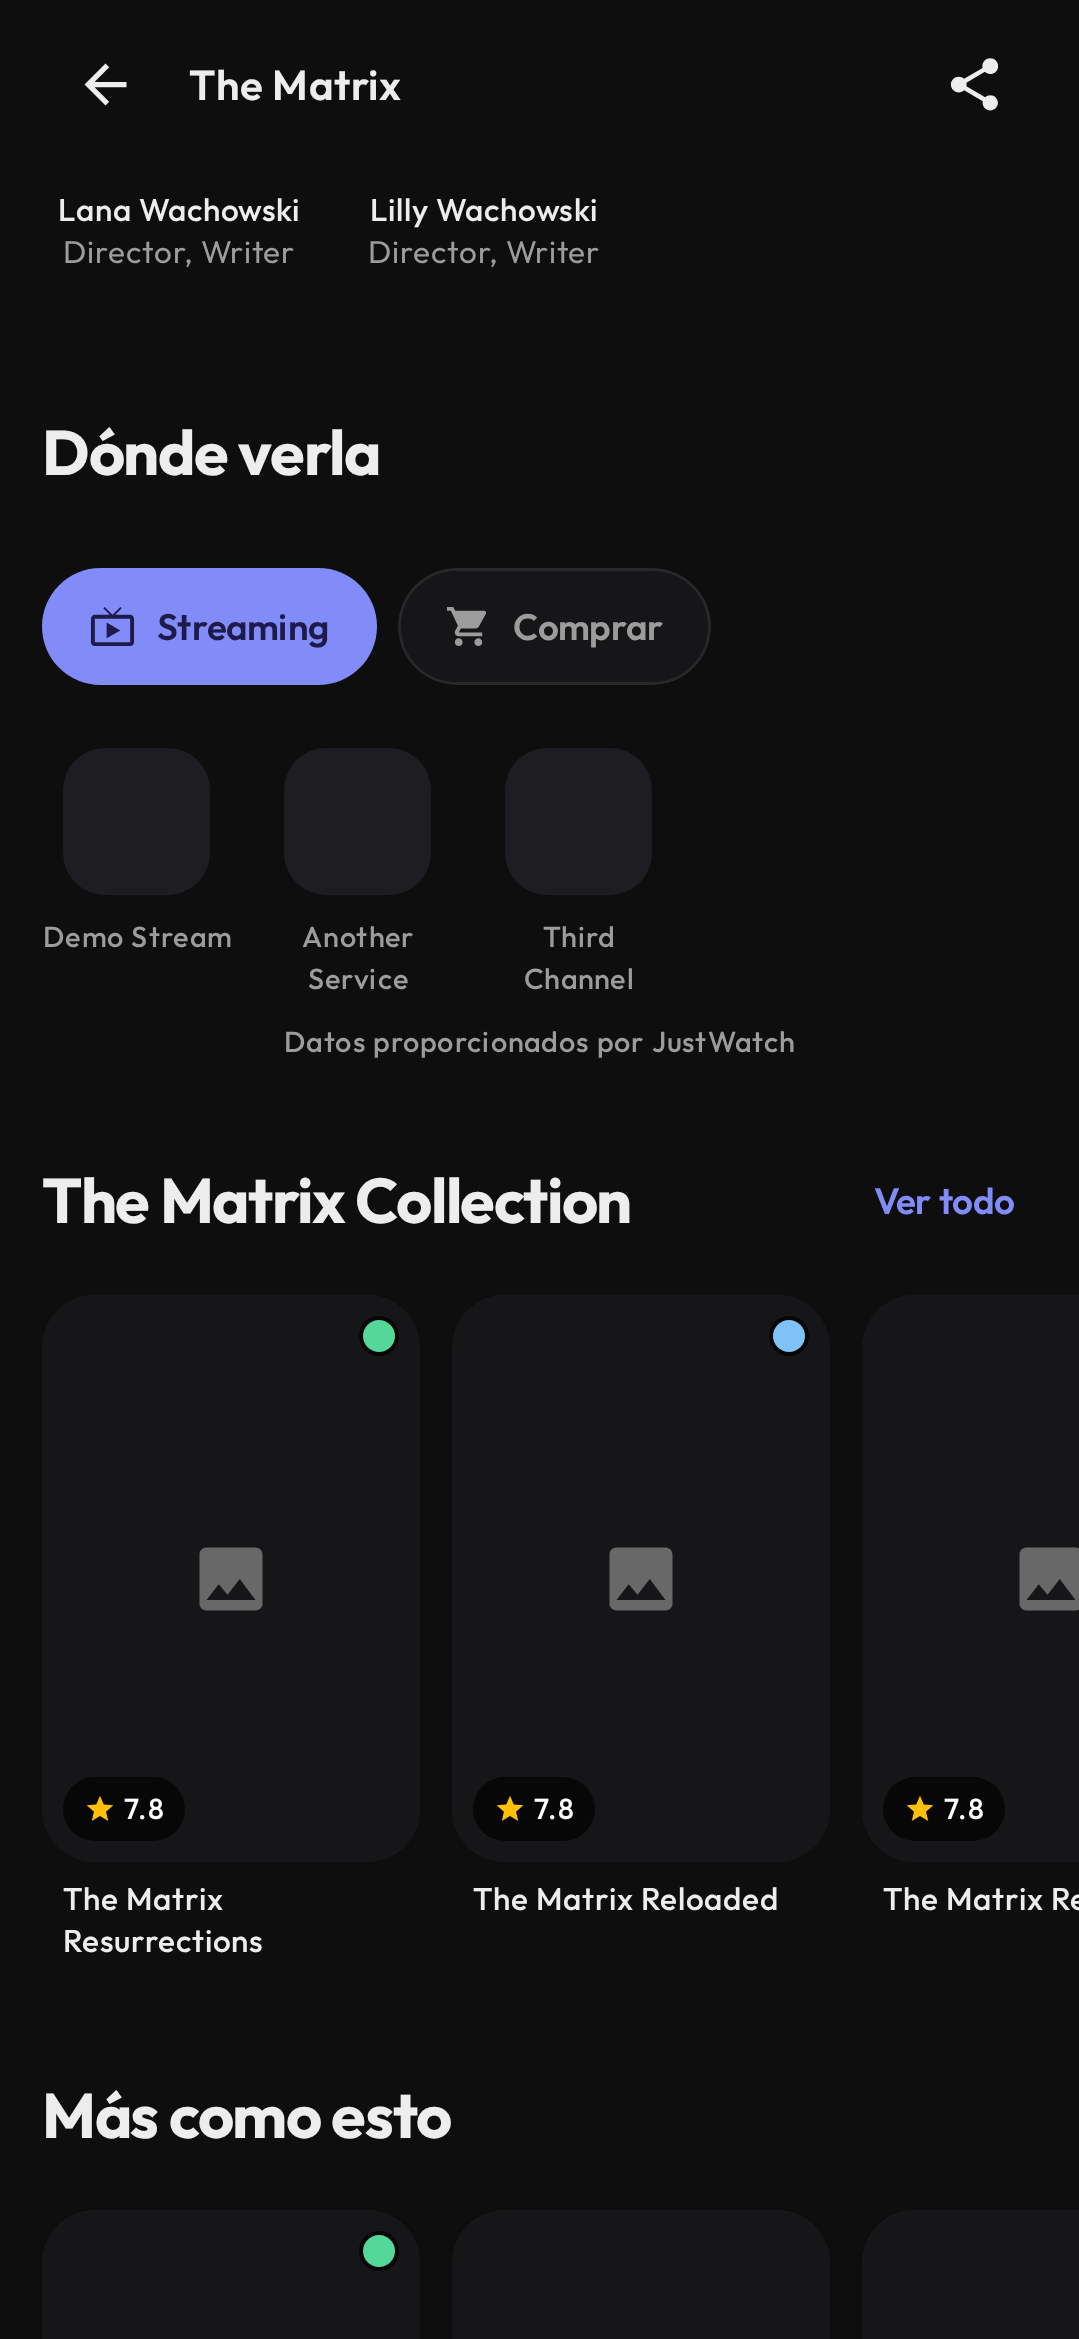 The Matrix
Lana Wachowski
Director, Writer
Lilly Wachowski
Director, Writer
Dónde verla
Streaming
Comprar
Demo Stream
Another
Service
Third
Channel
Datos proporcionados por JustWatch
The Matrix Collection
Ver todo
7.8
The Matrix
Resurrections
7.8
The Matrix Reloaded
7.8
The Matrix
Más como esto